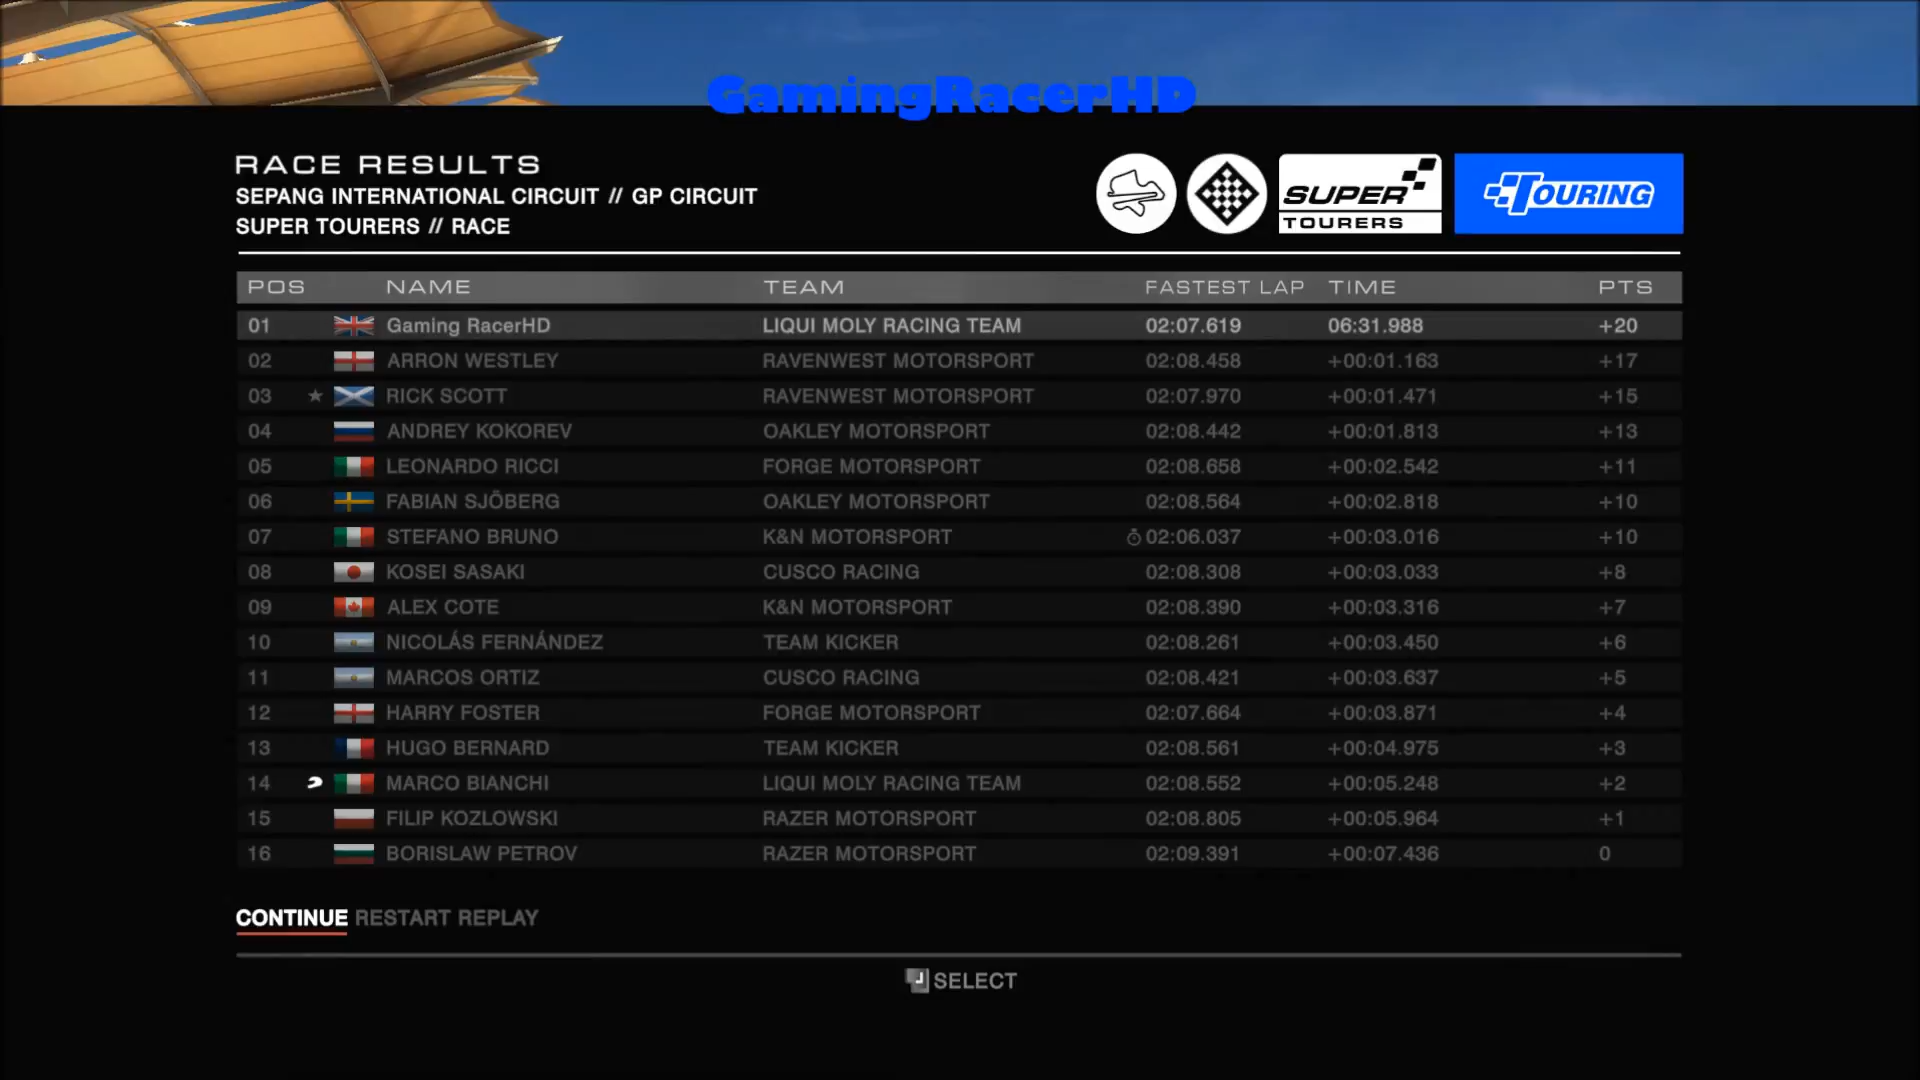 GamingRacerHD
RACE RESULTS
SEPANG INTERNATIONAL CIRCUIT // GP CIRCUIT
SUPER TOURERS // RACE
SUPER TOURERS
TOURING
POS NAME TEAM FASTEST LAP TIME PTS
01 Gaming RacerHD LIQUI MOLY RACING TEAM 02:07.619 06:31.988 +20
02 ARRON WESTLEY RAVENWEST MOTORSPORT 02:08.458 +00:01.163 +17
03 RICK SCOTT RAVENWEST MOTORSPORT 02:07.970 +00:01.471 +15
04 ANDREY KOKOREV OAKLEY MOTORSPORT 02:08.442 +00:01.813 +13
05 LEONARDO RICCI FORGE MOTORSPORT 02:08.658 +00:02.542 +11
06 FABIAN SJÖBERG OAKLEY MOTORSPORT 02:08.564 +00:02.818 +10
07 STEFANO BRUNO K&N MOTORSPORT 02:06.037 +00:03.016 +10
08 KOSEI SASAKI CUSCO RACING 02:08.308 +00:03.033 +8
09 ALEX COTE K&N MOTORSPORT 02:08.390 +00:03.316 +7
10 NICOLÁS FERNÁNDEZ TEAM KICKER 02:08.261 +00:03.450 +6
11 MARCOS ORTIZ CUSCO RACING 02:08.421 +00:03.637 +5
12 HARRY FOSTER FORGE MOTORSPORT 02:07.664 +00:03.871 +4
13 HUGO BERNARD TEAM KICKER 02:08.561 +00:04.975 +3
14 MARCO BIANCHI LIQUI MOLY RACING TEAM 02:08.552 +00:05.248 +2
15 FILIP KOZLOWSKI RAZER MOTORSPORT 02:08.805 +00:05.964 +1
16 BORISLAW PETROV RAZER MOTORSPORT 02:09.391 +00:07.436 0
CONTINUE RESTART REPLAY
SELECT